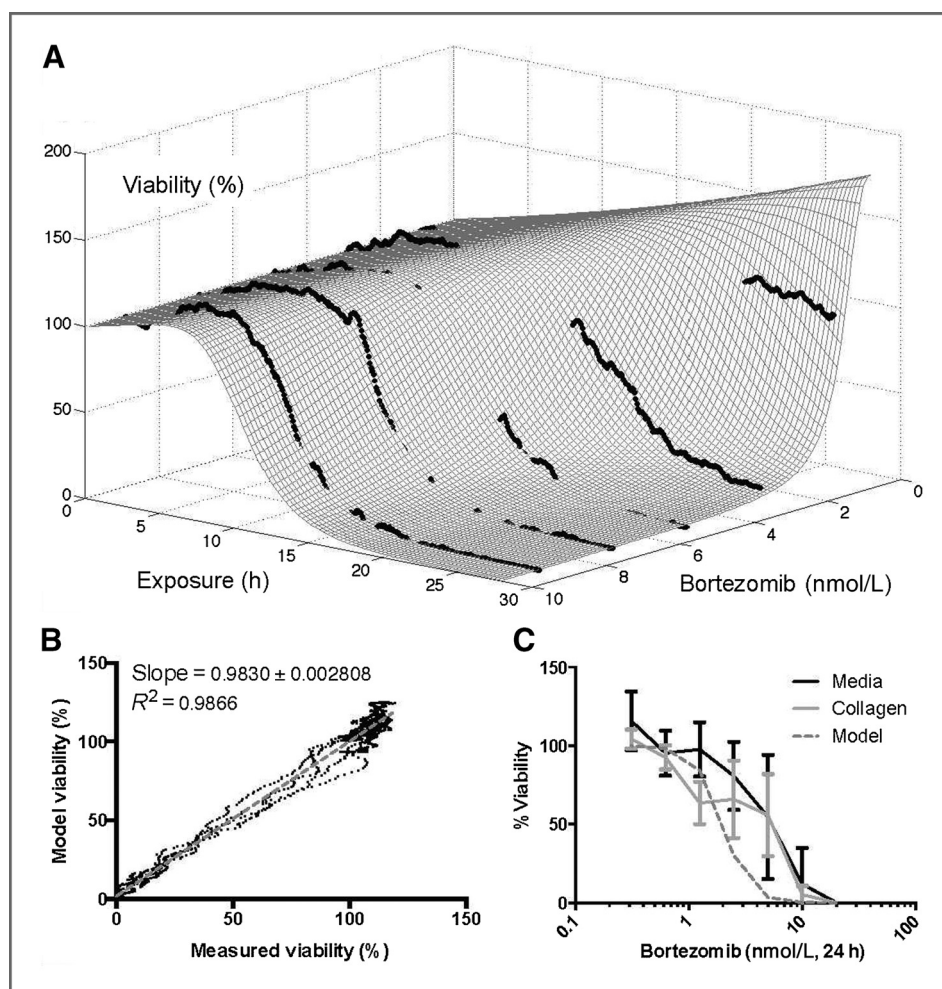 A
200
Viability (%)
150
100
50
0
0
5
10
15
20
25
30
Exposure (h)
10
8
6
4
2
0
Bortezomib (nmol/L)
B
150
100
50
0
Slope = 0.9830 ± 0.002808
R² = 0.9866
Model viability (%)
0
50
100
150
Measured viability (%)
C
150
100
50
0
% Viability
Media
Collagen
Model
0.1
1
10
100
Bortezomib (nmol/L, 24 h)